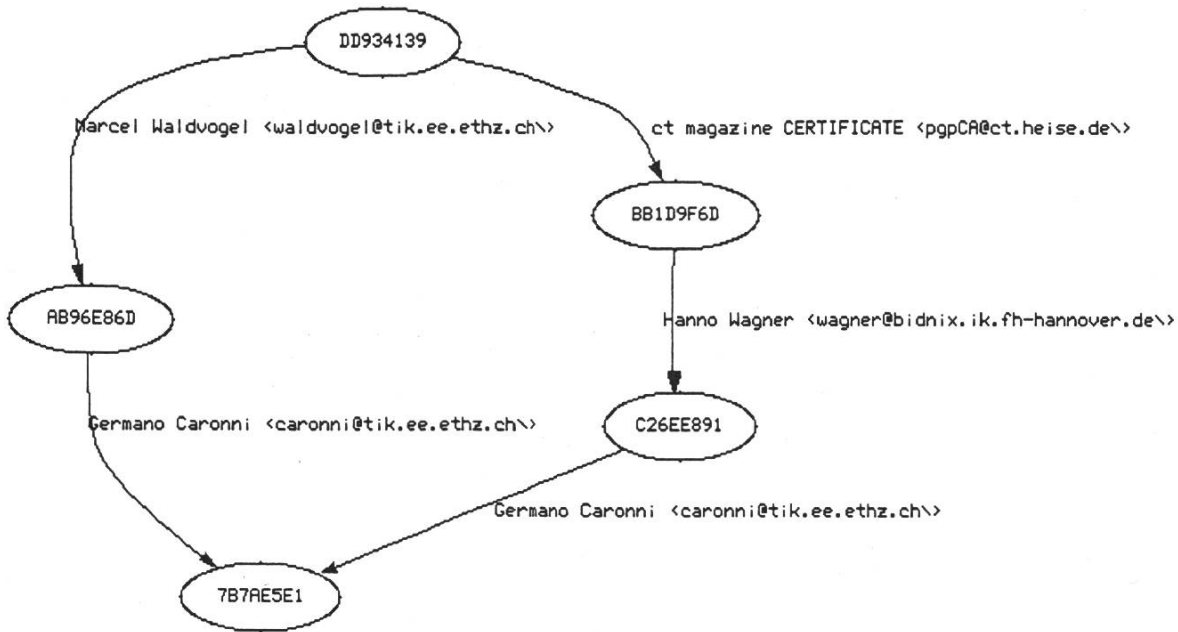 DD934139
Marcel Waldvogel <waldvogel@tik.ee.ethz.ch\>
ct magazine CERTIFICATE <pgpCA@ct.heise.de\>
BB1D9F6D
AB96E86D
Hanno Wagner <wagner@bidnix.ik.fh-hannover.de\>
Germano Caronni <caronni@tik.ee.ethz.ch\>
C26EE891
Germano Caronni <caronni@tik.ee.ethz.ch\>
7B7AE5E1